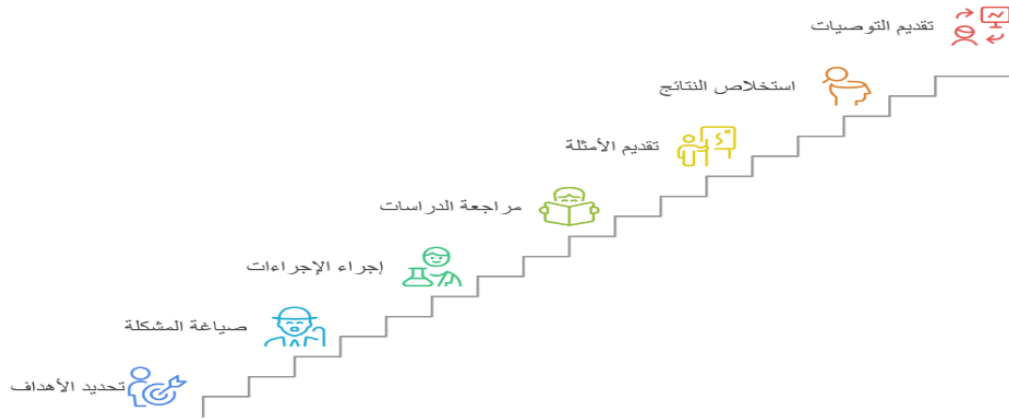 تقديم التوصيات
استخلاص النتائج
تقديم الأمثلة
مراجعة الدراسات
إجراء الإجراءات
صياغة المشكلة
تحديد الأهداف